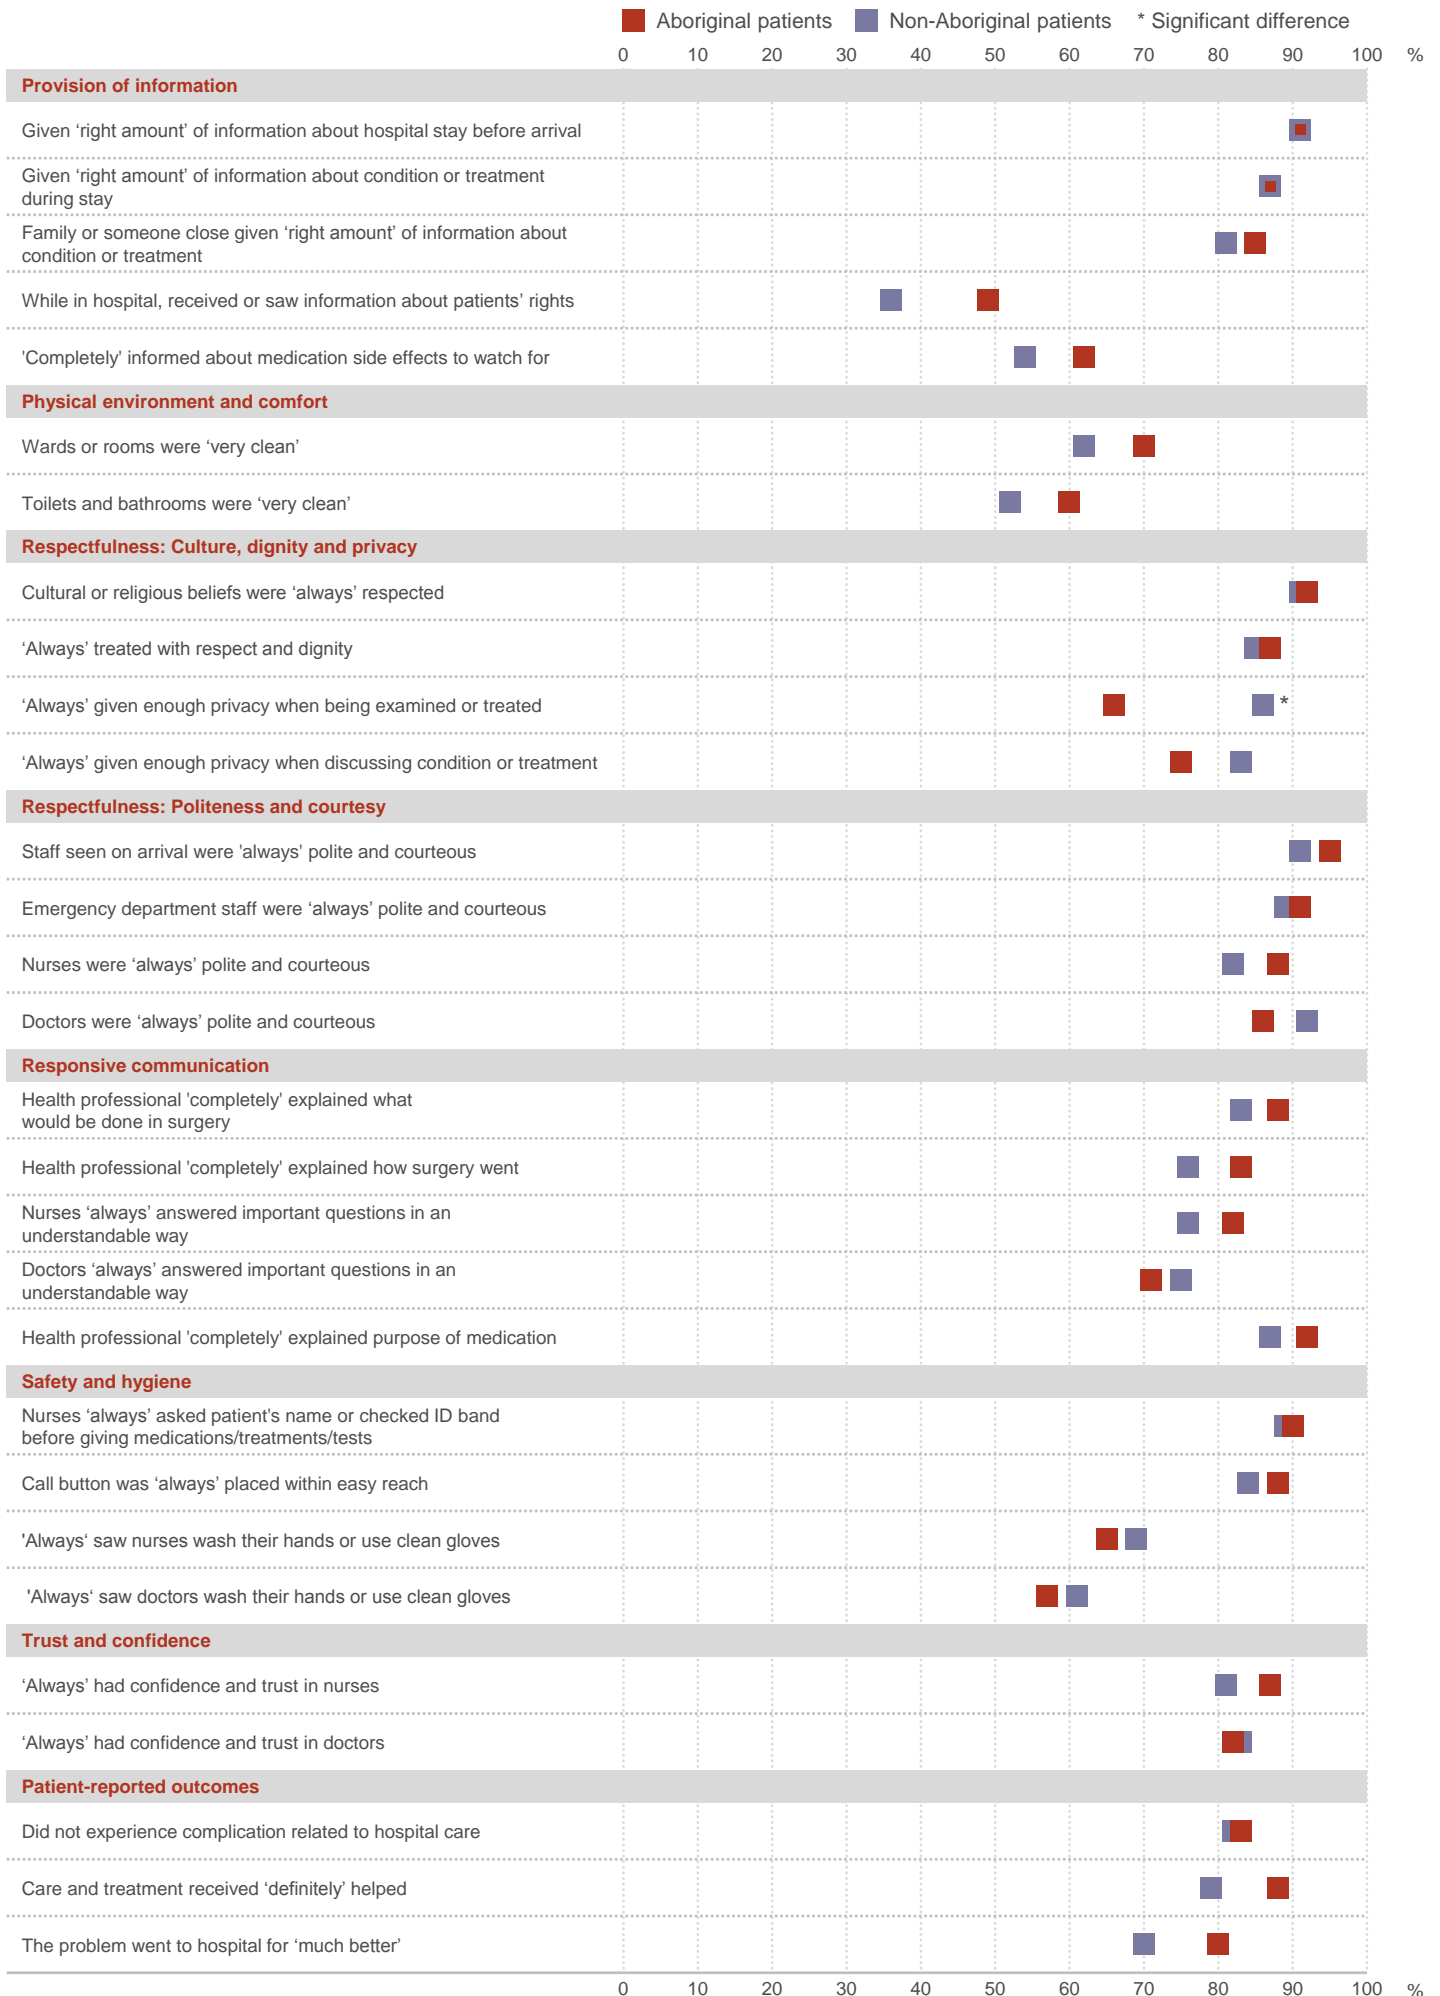 Aboriginal patients Non-Aboriginal patients * Significant difference
0 10 20 30 40 50 60 70 80 90 100 %
Provision of information
Given ‘right amount’ of information about hospital stay before arrival
Given ‘right amount’ of information about condition or treatment
during stay
Family or someone close given ‘right amount’ of information about
condition or treatment
While in hospital, received or saw information about patients’ rights
'Completely' informed about medication side effects to watch for
Physical environment and comfort
Wards or rooms were ‘very clean’
Toilets and bathrooms were ‘very clean’
Respectfulness: Culture, dignity and privacy
Cultural or religious beliefs were ‘always’ respected
‘Always’ treated with respect and dignity
‘Always’ given enough privacy when being examined or treated *
‘Always’ given enough privacy when discussing condition or treatment
Respectfulness: Politeness and courtesy
Staff seen on arrival were 'always' polite and courteous
Emergency department staff were ‘always’ polite and courteous
Nurses were ‘always’ polite and courteous
Doctors were ‘always’ polite and courteous
Responsive communication
Health professional 'completely' explained what
would be done in surgery
Health professional 'completely' explained how surgery went
Nurses ‘always’ answered important questions in an
understandable way
Doctors ‘always’ answered important questions in an
understandable way
Health professional 'completely' explained purpose of medication
Safety and hygiene
Nurses ‘always’ asked patient's name or checked ID band
before giving medications/treatments/tests
Call button was ‘always’ placed within easy reach
'Always‘ saw nurses wash their hands or use clean gloves
'Always‘ saw doctors wash their hands or use clean gloves
Trust and confidence
‘Always’ had confidence and trust in nurses
‘Always’ had confidence and trust in doctors
Patient-reported outcomes
Did not experience complication related to hospital care
Care and treatment received ‘definitely’ helped
The problem went to hospital for ‘much better’
0 10 20 30 40 50 60 70 80 90 100 %